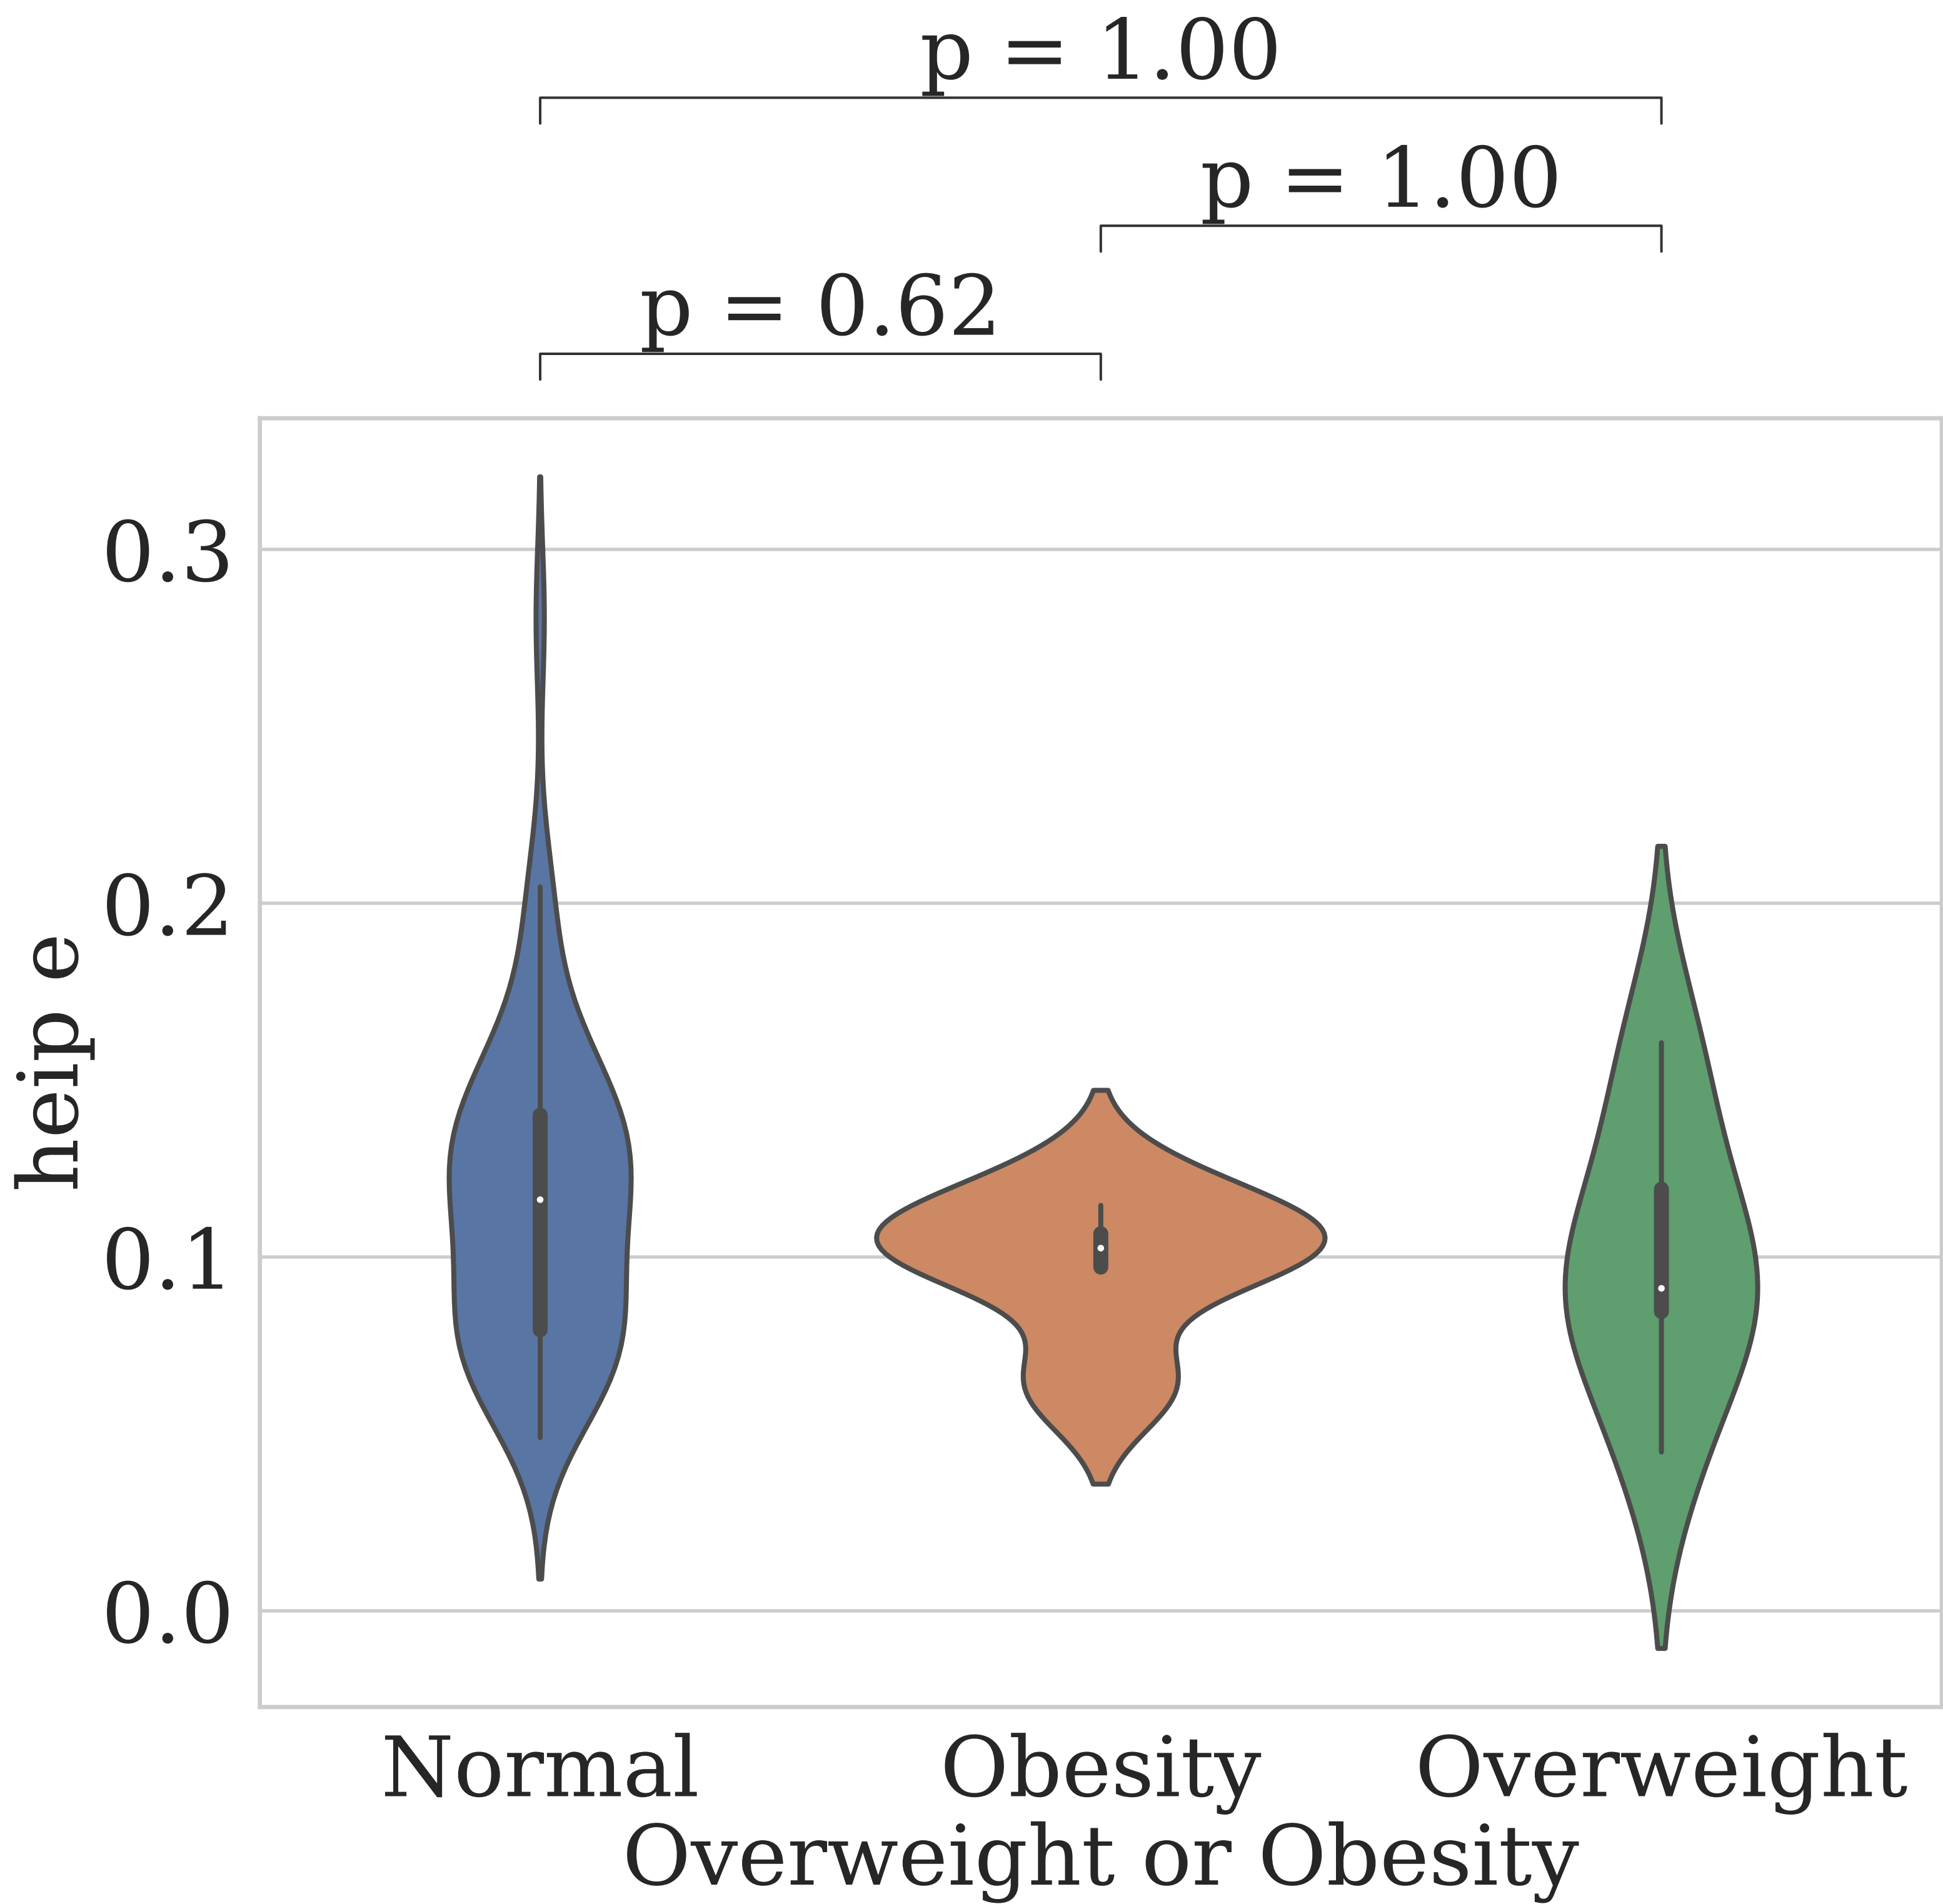 p = 1.00
p = 1.00
p = 0.62
0.3
0.2
0.1
0.0
heip e
Normal
Obesity
Overweight
Overweight or Obesity